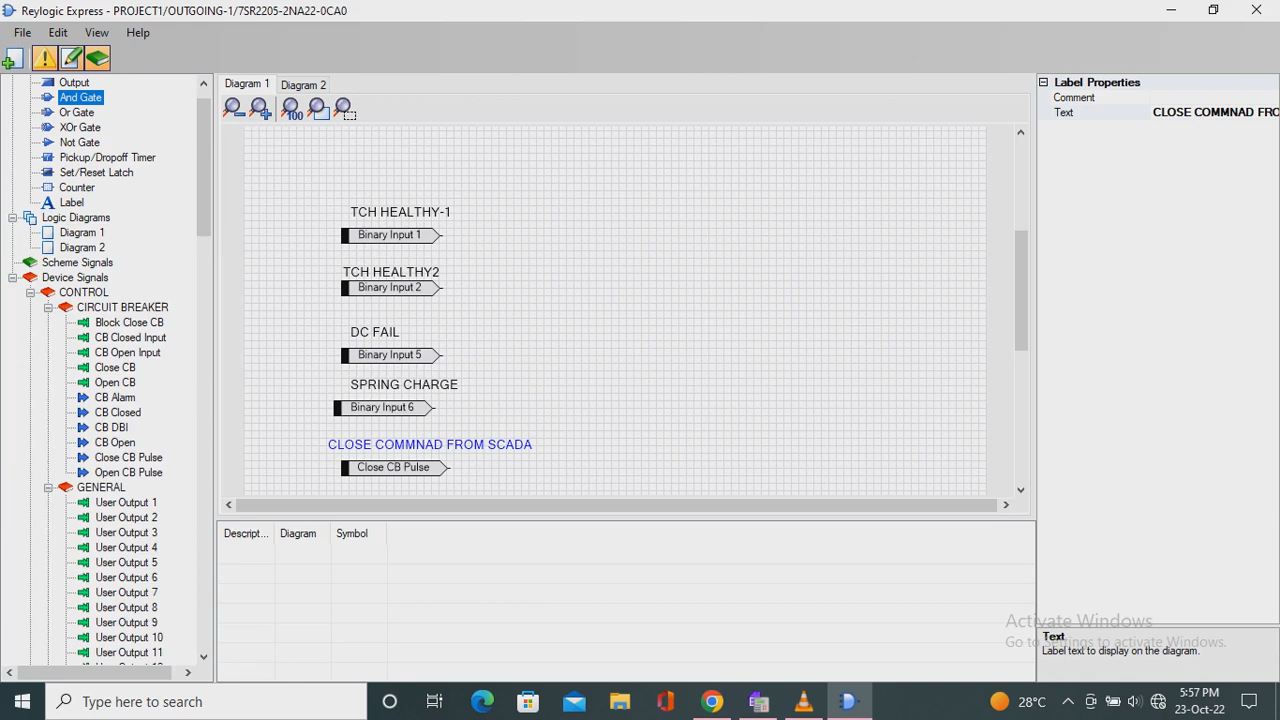 Reylogic Express - PROJECT1/OUTGOING-1/7SR2205-2NA22-0CA0
File Edit View Help
Output
And Gate
Or Gate
XOr Gate
Not Gate
Pickup/Dropoff Timer
Set/Reset Latch
Counter
A Label
Logic Diagrams
Diagram 1
Diagram 2
Scheme Signals
Device Signals
CONTROL
CIRCUIT BREAKER
Block Close CB
CB Closed Input
CB Open Input
Close CB
Open CB
CB Alarm
CB Closed
CB DBI
CB Open
Close CB Pulse
Open CB Pulse
GENERAL
User Output 1
User Output 2
User Output 3
User Output 4
User Output 5
User Output 6
User Output 7
User Output 8
User Output 9
User Output 10
User Output 11
Diagram 1 Diagram 2
100
TCH HEALTHY-1
Binary Input 1
TCH HEALTHY2
Binary Input 2
DC FAIL
Binary Input 5
SPRING CHARGE
Binary Input 6
CLOSE COMMNAD FROM SCADA
Close CB Pulse
Descript... Diagram Symbol
Label Properties
Comment
Text CLOSE COMMNAD FRO
Activate Windows
Go to Settings to activate Windows.
Text
Label text to display on the diagram.
Type here to search
28°C
5:57 PM
23-Oct-22